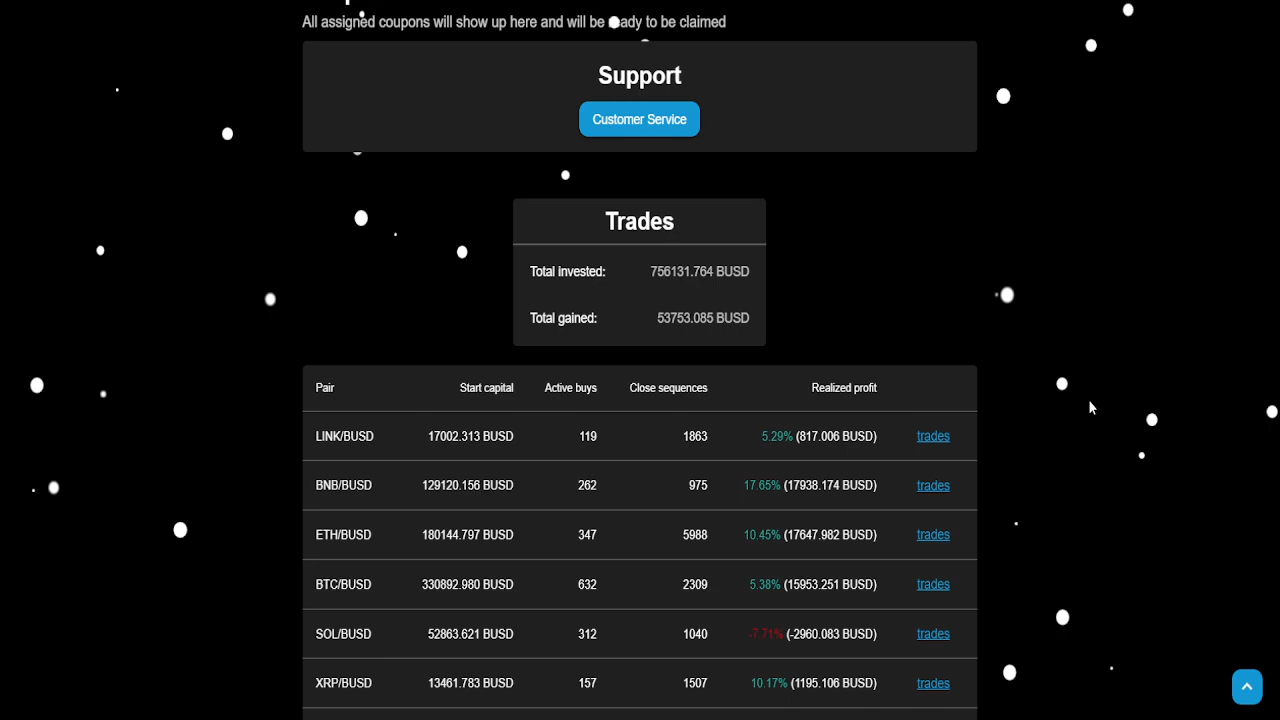 All assigned coupons will show up here and will be ready to be claimed
Support
Customer Service
Trades
Total invested: 756131.764 BUSD
Total gained: 53753.085 BUSD
Pair Start capital Active buys Close sequences Realized profit
LINK/BUSD 17002.313 BUSD 119 1863 5.29% (817.006 BUSD) trades
BNB/BUSD 129120.156 BUSD 262 975 17.65% (17938.174 BUSD) trades
ETH/BUSD 180144.797 BUSD 347 5988 10.45% (17647.982 BUSD) trades
BTC/BUSD 330892.980 BUSD 632 2309 5.38% (15953.251 BUSD) trades
SOL/BUSD 52863.621 BUSD 312 1040 -7.71% (-2960.083 BUSD) trades
XRP/BUSD 13461.783 BUSD 157 1507 10.17% (1195.106 BUSD) trades